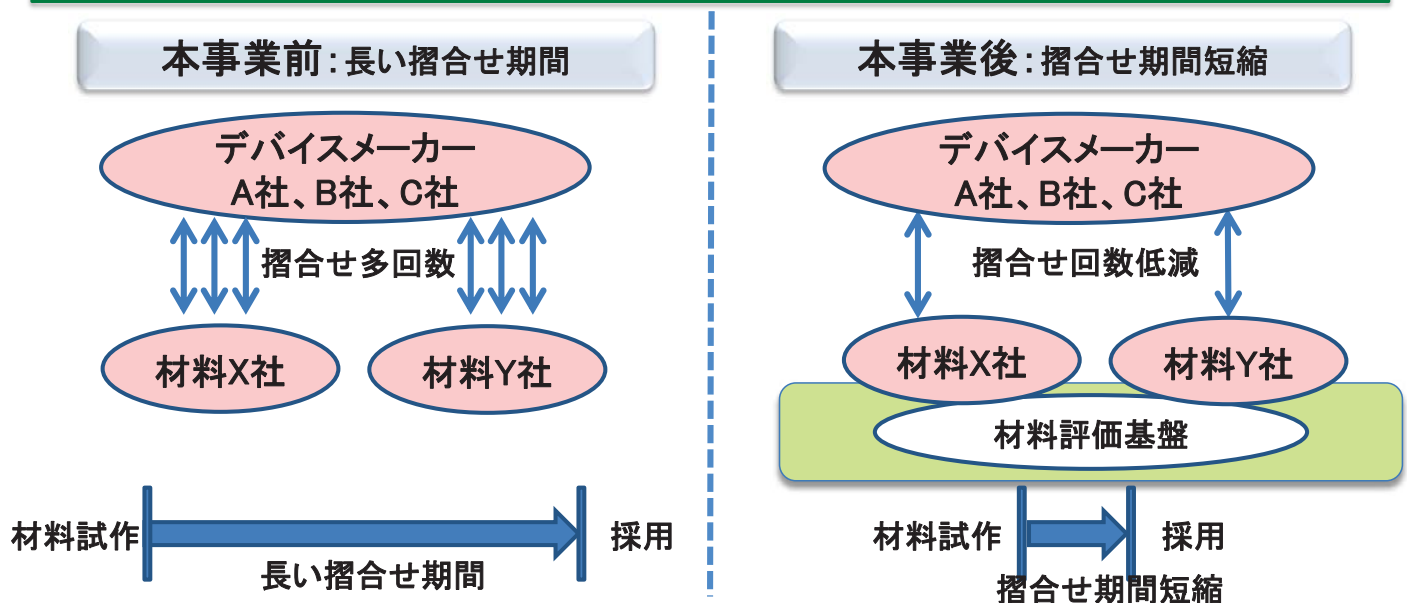 本事業前：長い摺合せ期間
デバイスメーカー
A社、B社、C社
摺合せ多回数
材料X社
材料Y社
材料試作
採用
長い摺合せ期間
本事業後：摺合せ期間短縮
デバイスメーカー
A社、B社、C社
摺合せ回数低減
材料X社
材料Y社
材料評価基盤
材料試作
採用
摺合せ期間短縮